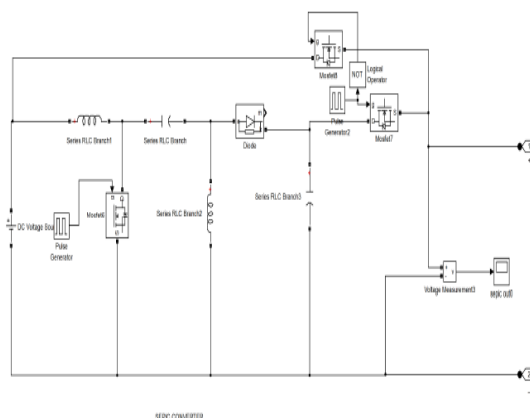 Mosfet8
NOT
Logical
Operator
Pulse
Generator2
Mosfet7
Series RLC Branch1
Series RLC Branch
Diode
Series RLC Branch3
Series RLC Branch2
Mosfet6
DC Voltage Sou
Pulse
Generator
Voltage Measurement3
sepic out8
SEPIC CONVERTER